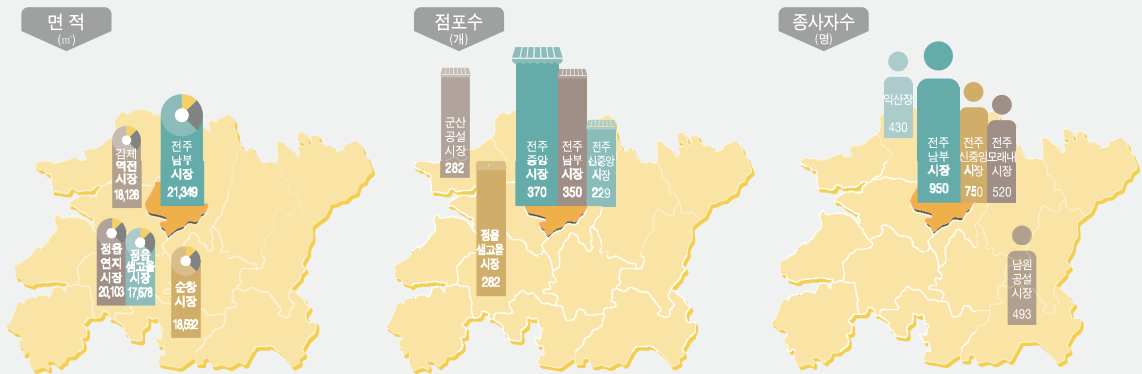 면 적
(㎡)
김제
역전
시장
18,128
전주
남부
시장
21,349
정읍
연지
시장
20,103
정읍
샘고을
시장
17,678
순창
시장
18,592
점포수
(개)
군산
공설
시장
282
전주
중앙
시장
370
전주
남부
시장
350
전주
신중앙
시장
229
정읍
샘고을
시장
282
종사자수
(명)
익산장
430
전주
남부
시장
950
전주
신중앙
시장
750
전주
모래내
시장
520
남원
공설
시장
493